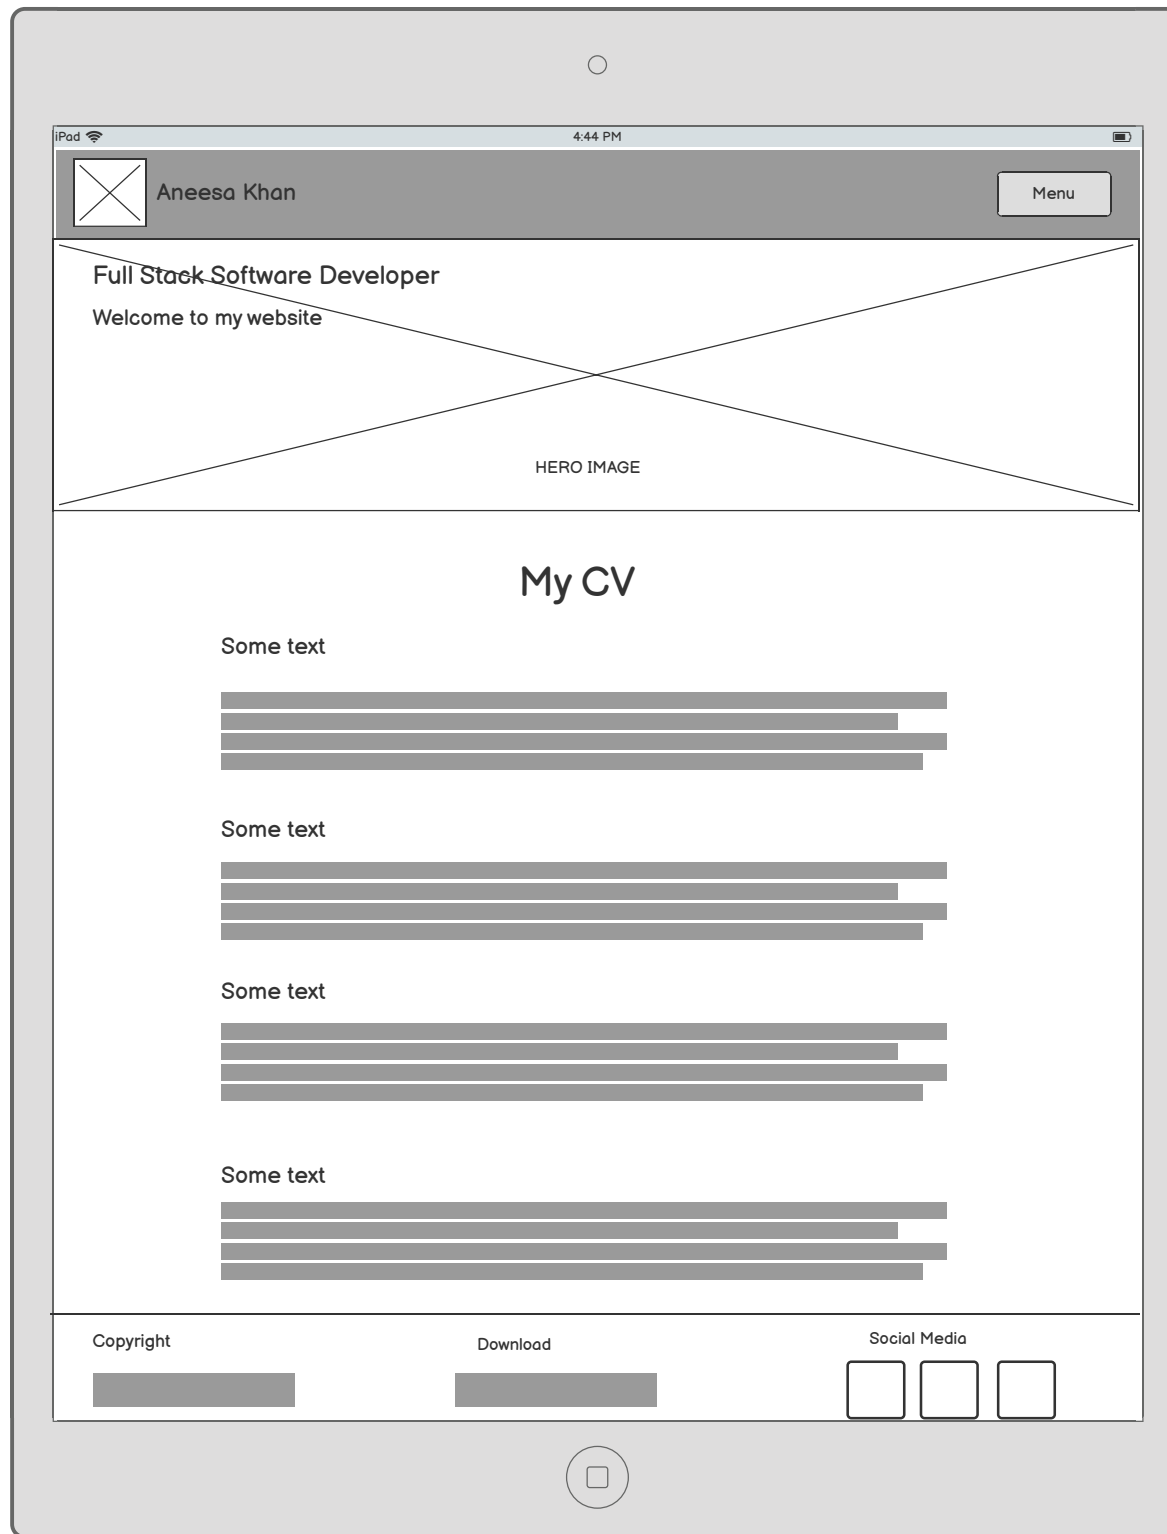 iPad
4:44 PM
Aneesa Khan
Menu
Full Stack Software Developer
Welcome to my website
HERO IMAGE
My CV
Some text
Some text
Some text
Some text
Copyright
Download
Social Media